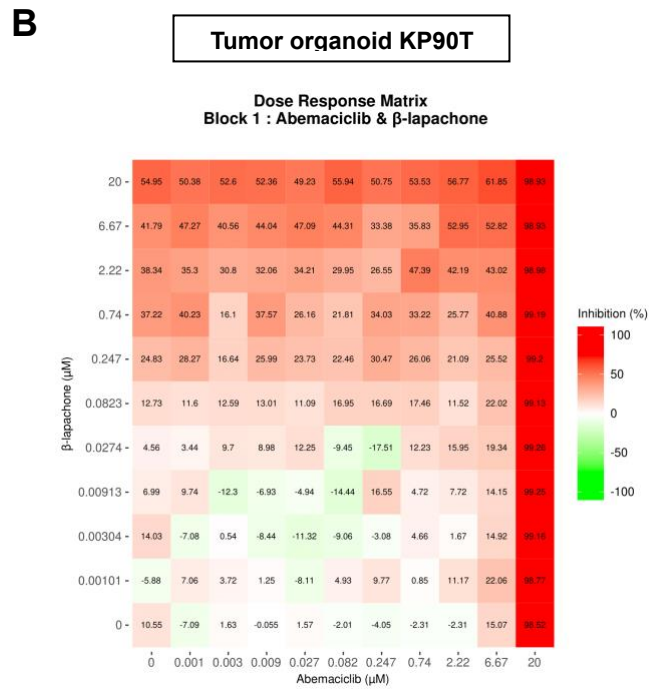 B
Tumor organoid KP90T
Dose Response Matrix
Block 1 : Abemaciclib & β-lapachone
20 54.95 50.38 52.6 52.36 49.23 55.94 50.75 53.53 56.77 61.85 98.93
6.67 41.79 47.27 40.56 44.04 47.09 44.31 33.38 35.83 52.95 52.82 98.93
2.22 38.34 35.3 30.8 32.06 34.21 29.95 26.55 47.39 42.19 43.02 98.99
0.74 37.22 40.23 16.1 37.57 26.16 21.81 34.03 33.22 25.77 40.88 99.19
0.247 24.83 28.27 16.64 25.99 23.73 22.46 30.47 26.06 21.09 25.52 99.2
0.0823 12.73 11.6 12.59 13.01 11.09 16.95 16.69 17.46 11.52 22.02 99.13
0.0274 4.56 3.44 9.7 8.98 12.25 -9.45 -17.51 12.23 15.95 19.34 99.26
0.00913 6.99 9.74 -12.3 -6.93 -4.94 -14.44 16.55 4.72 7.72 14.15 99.25
0.00304 14.03 -7.08 0.54 -8.44 -11.32 -9.06 -3.08 4.66 1.67 14.92 99.16
0.00101 -5.88 7.06 3.72 1.25 -8.11 4.93 9.77 0.85 11.17 22.06 98.77
0 10.55 -7.09 1.63 -0.055 1.57 -2.01 -4.05 -2.31 -2.31 15.07 98.52
0 0.001 0.003 0.009 0.027 0.082 0.247 0.74 2.22 6.67 20
Abemaciclib (μM)
β-lapachone (μM)
Inhibition (%)
100
50
0
-50
-100